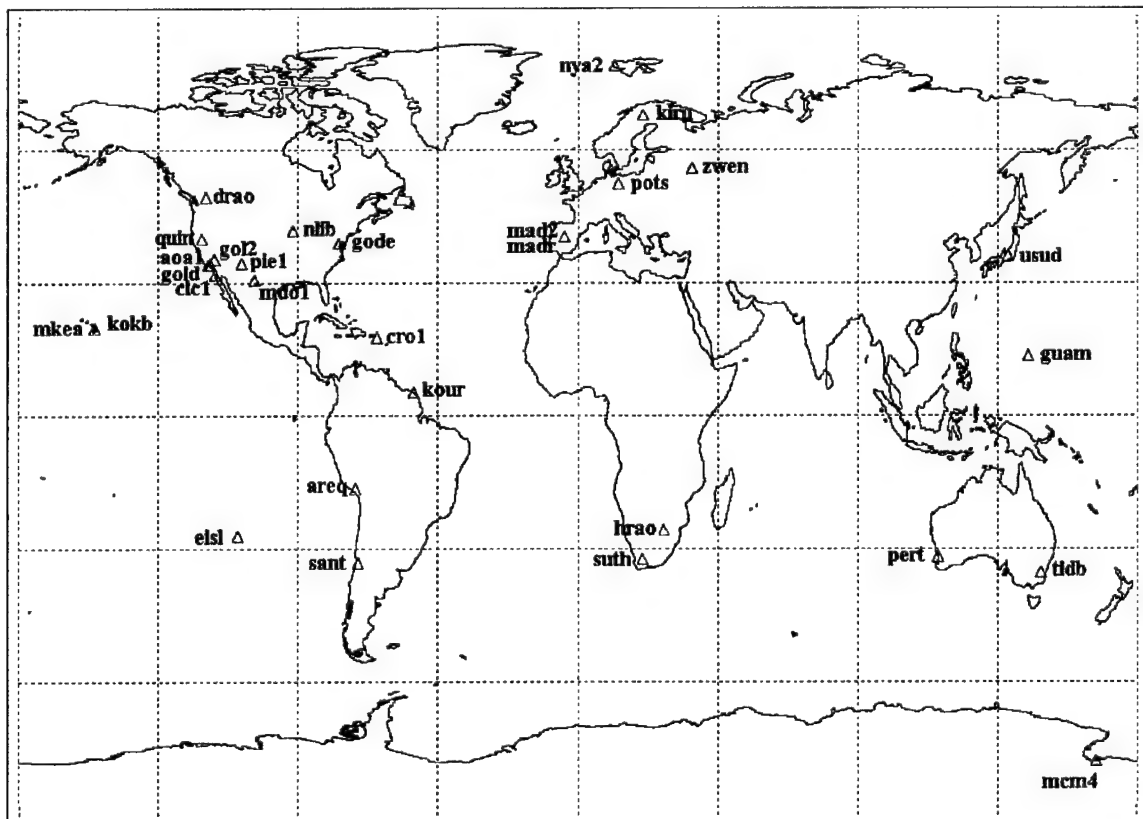 nya2
kiru
zwen
pots
drao
nlib
quin
gode
mad2
madr
gol2
aoa1
pie1
gold
clc1
mdo1
usud
mkea
kokb
cro1
guam
kour
areq
hrao
eisl
sant
suth
pert
tidb
mcm4